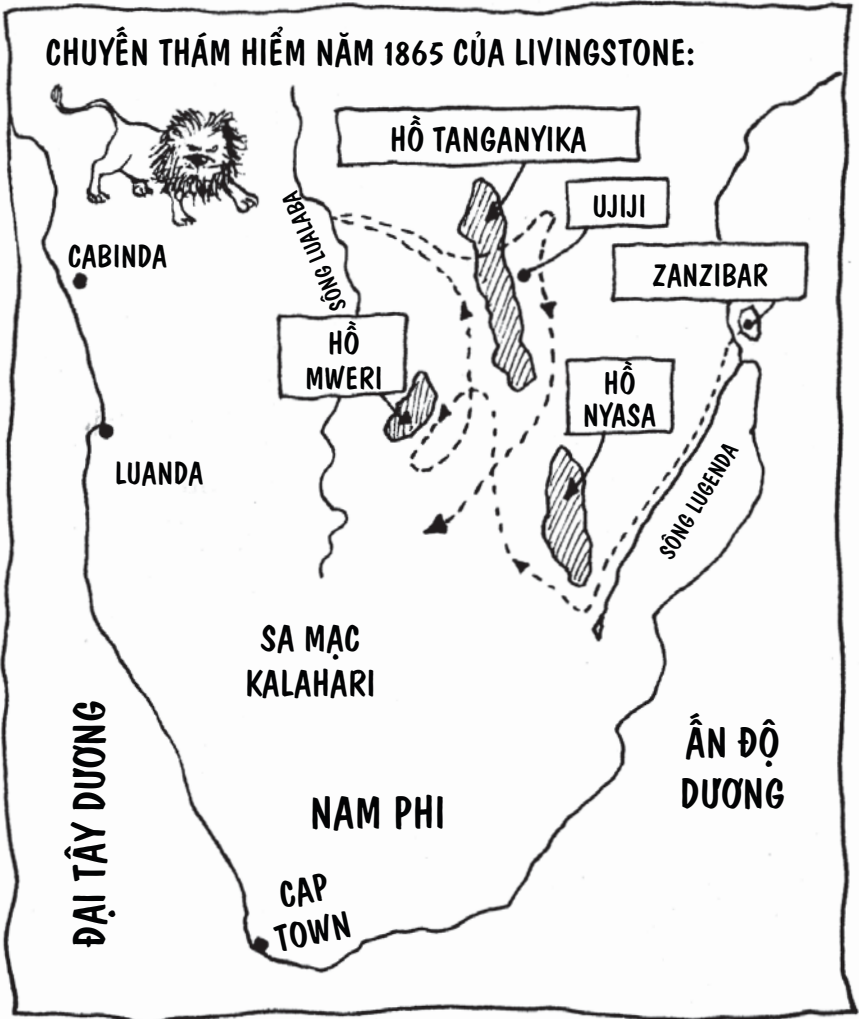 CHUYẾN THÁM HIỂM NĂM 1865 CỦA LIVINGSTONE:
HỒ TANGANYIKA
UJIJI
SÔNG LUALABA
CABINDA
ZANZIBAR
HỒ
MWERI
HỒ
NYASA
LUANDA
SÔNG LUGENDA
SA MẠC
KALAHARI
ĐẠI TÂY DƯƠNG
ẤN ĐỘ
DƯƠNG
NAM PHI
CAP
TOWN